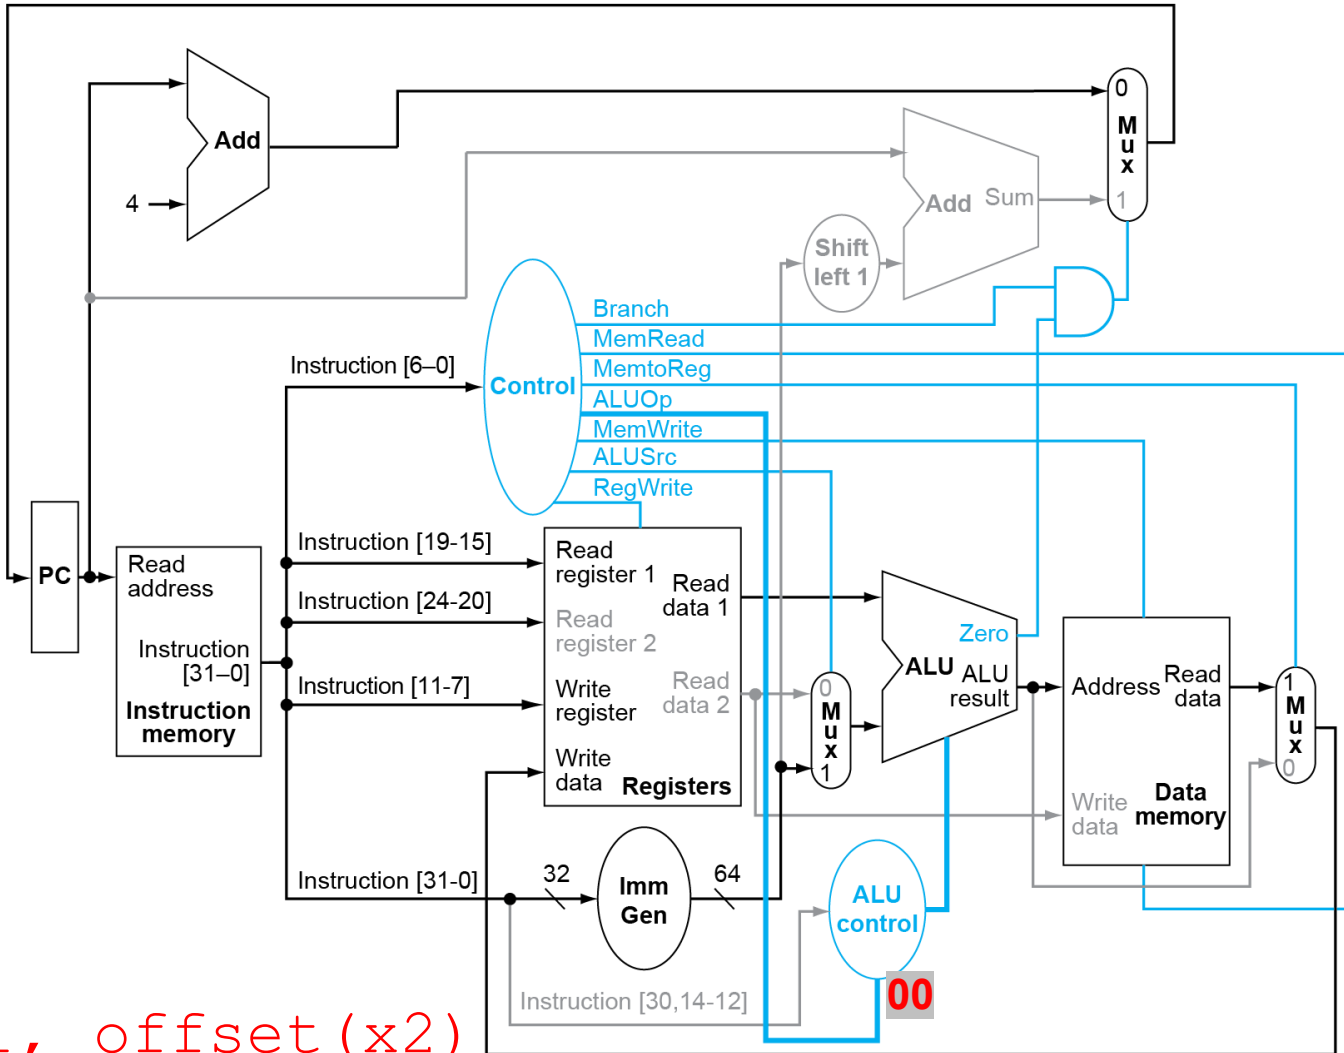 0
M
u
x
1
Add
4
Add Sum
Shift
left 1
Branch
MemRead
MemtoReg
ALUOp
MemWrite
ALUSrc
RegWrite
Control
Instruction [6–0]
Instruction [19-15]
Instruction [24-20]
Instruction [11-7]
Instruction [31-0]
PC
Read
address
Instruction
[31–0]
Instruction
memory
Read
register 1
Read
register 2
Write
register
Write
data
Read
data 1
Read
data 2
Registers
0
M
u
x
1
Zero
ALU
ALU
result
Address
Read
data
Write
data
Data
memory
1
M
u
x
0
32
Imm
Gen
64
ALU
control
Instruction [30,14-12]
00
, offset(x2)